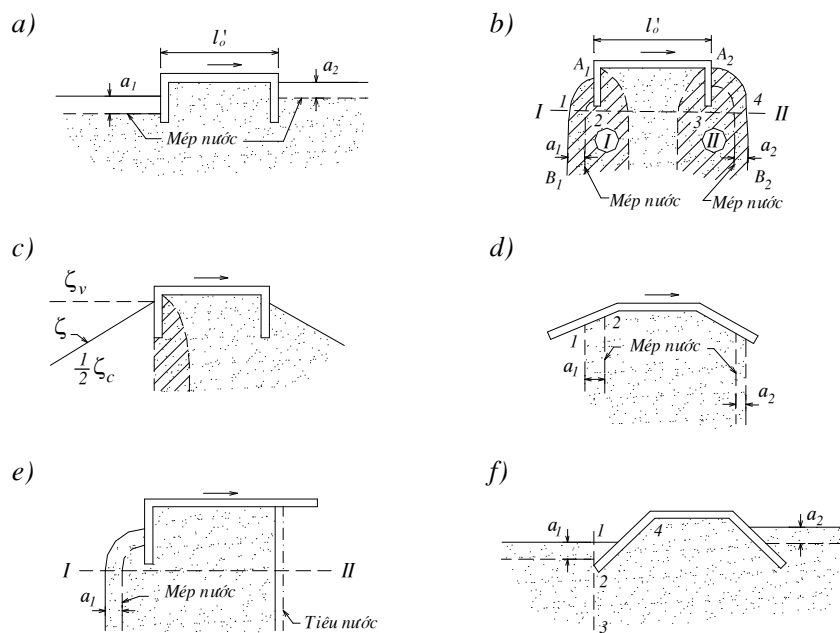 a)
l'o
a1
a2
Mép nước
b)
l'o
A1
A2
1
4
I
II
2
3
I
II
a1
a2
B1
B2
Mép nước
Mép nước
c)
ζv
ζ
1/2 ζc
d)
1
2
Mép nước
a1
a2
e)
I
II
a1
Mép nước
Tiêu nước
f)
a1
1
4
a2
2
3